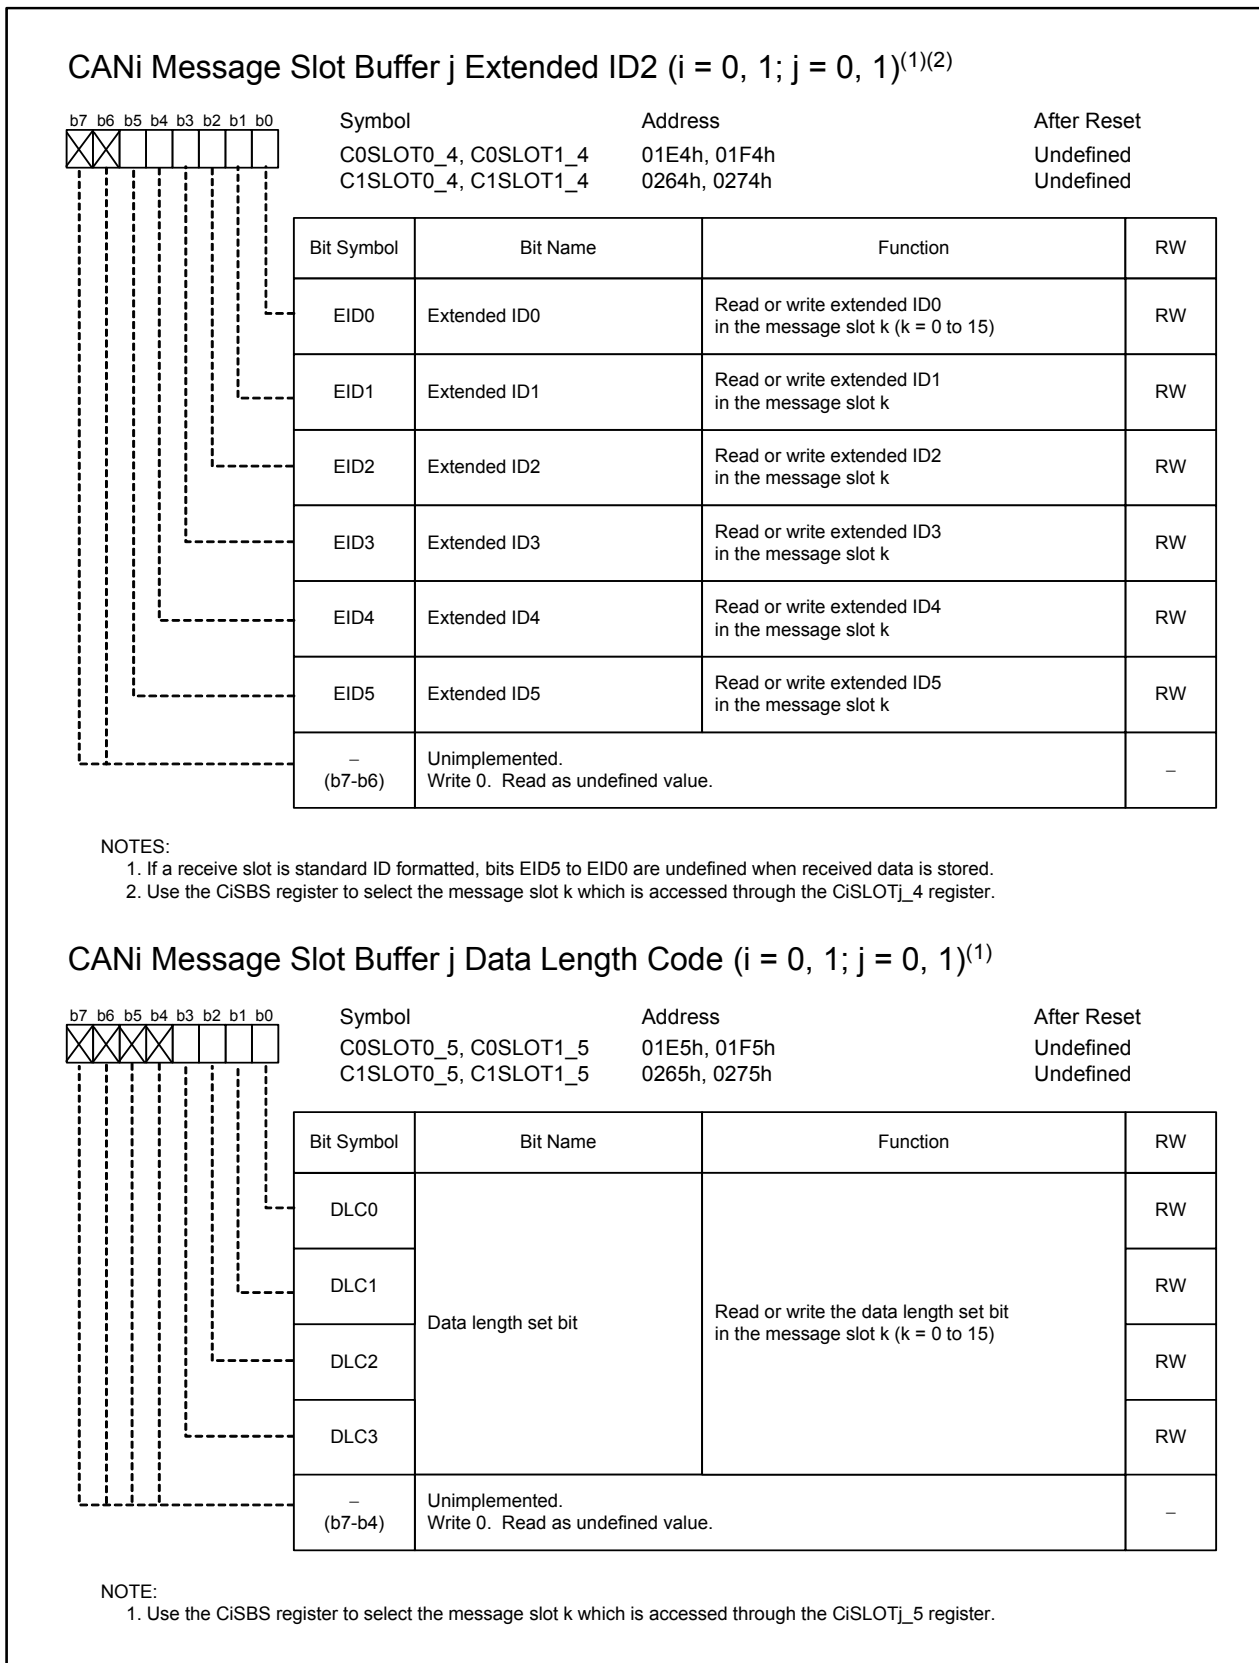 CANi Message Slot Buffer j Extended ID2 (i = 0, 1; j = 0, 1)(1)(2)
b7 b6 b5 b4 b3 b2 b1 b0
Symbol Address After Reset
C0SLOT0_4, C0SLOT1_4 01E4h, 01F4h Undefined
C1SLOT0_4, C1SLOT1_4 0264h, 0274h Undefined
Bit Symbol Bit Name Function RW
EID0 Extended ID0 Read or write extended ID0
in the message slot k (k = 0 to 15) RW
EID1 Extended ID1 Read or write extended ID1
in the message slot k RW
EID2 Extended ID2 Read or write extended ID2
in the message slot k RW
EID3 Extended ID3 Read or write extended ID3
in the message slot k RW
EID4 Extended ID4 Read or write extended ID4
in the message slot k RW
EID5 Extended ID5 Read or write extended ID5
in the message slot k RW
– Unimplemented.
(b7-b6) Write 0. Read as undefined value. –
NOTES:
1. If a receive slot is standard ID formatted, bits EID5 to EID0 are undefined when received data is stored.
2. Use the CiSBS register to select the message slot k which is accessed through the CiSLOTj_4 register.
CANi Message Slot Buffer j Data Length Code (i = 0, 1; j = 0, 1)(1)
b7 b6 b5 b4 b3 b2 b1 b0
Symbol Address After Reset
C0SLOT0_5, C0SLOT1_5 01E5h, 01F5h Undefined
C1SLOT0_5, C1SLOT1_5 0265h, 0275h Undefined
Bit Symbol Bit Name Function RW
DLC0 RW
DLC1 RW
Data length set bit Read or write the data length set bit
in the message slot k (k = 0 to 15)
DLC2 RW
DLC3 RW
– Unimplemented.
(b7-b4) Write 0. Read as undefined value. –
NOTE:
1. Use the CiSBS register to select the message slot k which is accessed through the CiSLOTj_5 register.